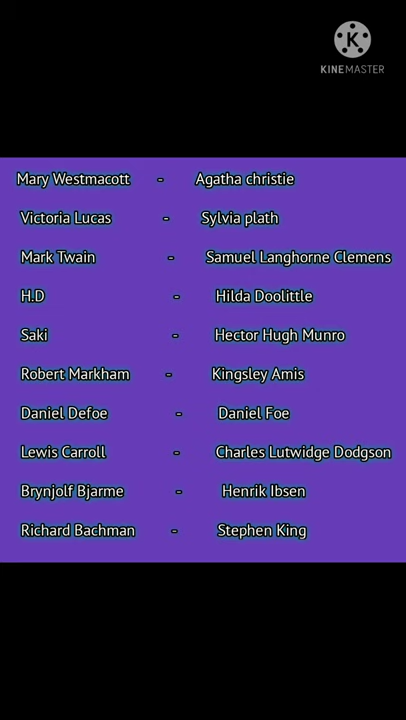 K
KINEMASTER
Mary Westmacott - Agatha christie
Victoria Lucas - Sylvia plath
Mark Twain - Samuel Langhorne Clemens
H.D - Hilda Doolittle
Saki - Hector Hugh Munro
Robert Markham - Kingsley Amis
Daniel Defoe - Daniel Foe
Lewis Carroll - Charles Lutwidge Dodgson
Brynjolf Bjarme - Henrik Ibsen
Richard Bachman - Stephen King